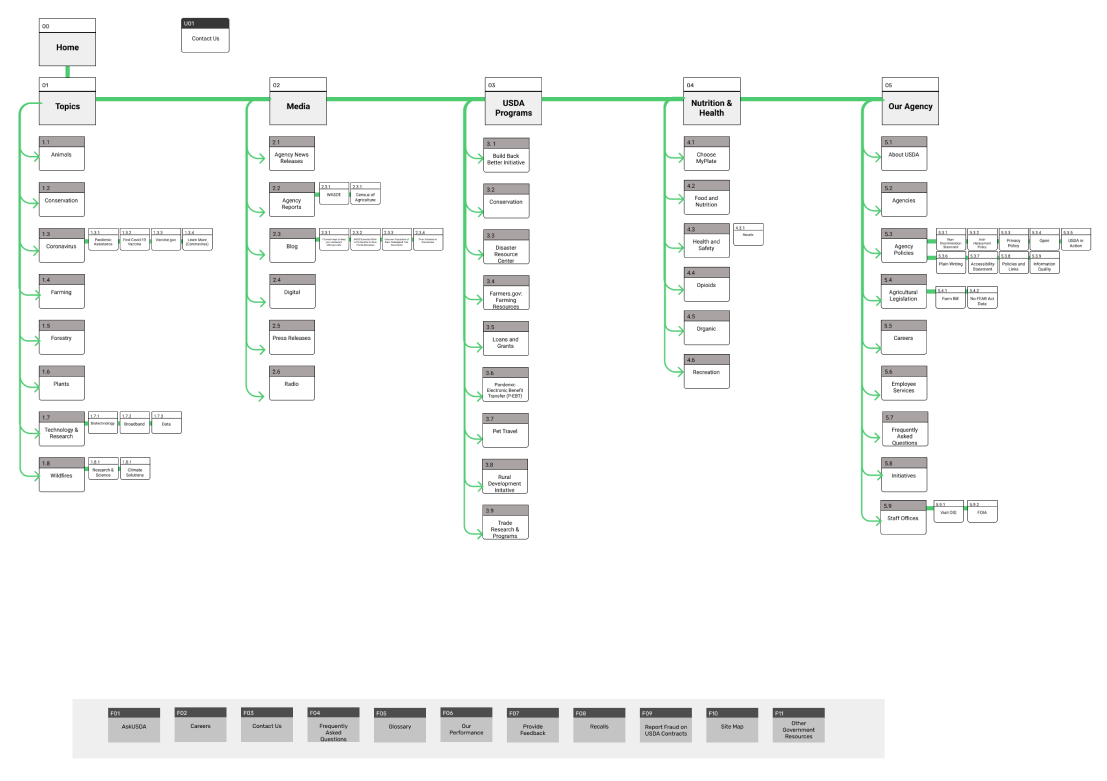 00
Home
U01
Contact Us
01
Topics
02
Media
03
USDA
Programs
04
Nutrition &
Health
05
Our Agency
1.1
Animals
1.2
Conservation
1.3
Coronavirus
1.3.1
Pandemic
Assistance
1.3.2
Find Covid-19
Vaccine
1.3.3
Vaccine.gov
1.3.4
Learn More
(Coronavirus)
1.4
Farming
1.5
Forestry
1.6
Plants
1.7
Technology &
Research
1.7.1
Biotechnology
1.7.2
Broadband
1.7.3
Data
1.8
Wildfires
1.8.1
Research &
Science
1.8.1
Climate
Solutions
2.1
Agency News
Releases
2.2
Agency
Reports
2.3.1
WASDE
2.3.1
Census of
Agriculture
2.3
Blog
2.3.1
2.3.2
2.3.3
2.3.4
2.4
Digital
2.5
Press Releases
2.6
Radio
3. 1
Build Back
Better Initiative
3.2
Conservation
3.3
Disaster
Resource
Center
3.4
Farmers.gov:
Farming
Resources
3.5
Loans and
Grants
3.6
Pandemic
Electronic Benefit
Transfer (P-EBT)
3.7
Pet Travel
3.8
Rural
Development
Initative
3.9
Trade
Research &
Programs
4.1
Choose
MyPlate
4.2
Food and
Nutrition
4.3
Health and
Safety
4.2.1
Recalls
4.4
Opioids
4.5
Organic
4.6
Recreation
5.1
About USDA
5.2
Agencies
5.3
Agency
Policies
5.3.1
Non-
Discrimination
Statement
5.3.2
Anti-
Harassment
Policy
5.3.3
Privacy
Policy
5.3.4
Open
5.3.5
USDA in
Action
5.3.6
Plain Writing
5.3.7
Accessibility
Statement
5.3.8
Policies and
Links
5.3.9
Information
Quality
5.4
Agricultural
Legislation
5.4.1
Farm Bill
5.4.2
No FEAR Act
Data
5.5
Careers
5.6
Employee
Services
5.7
Frequently
Asked
Questions
5.8
Initiatives
5.9
Staff Offices
5.9.1
Visit OIG
5.9.2
FOIA
F01
AskUSDA
F02
Careers
F03
Contact Us
F04
Frequently
Asked
Questions
F05
Glossary
F06
Our
Performance
F07
Provide
Feedback
F08
Recalls
F09
Report Fraud on
USDA Contracts
F10
Site Map
F11
Other
Government
Resources